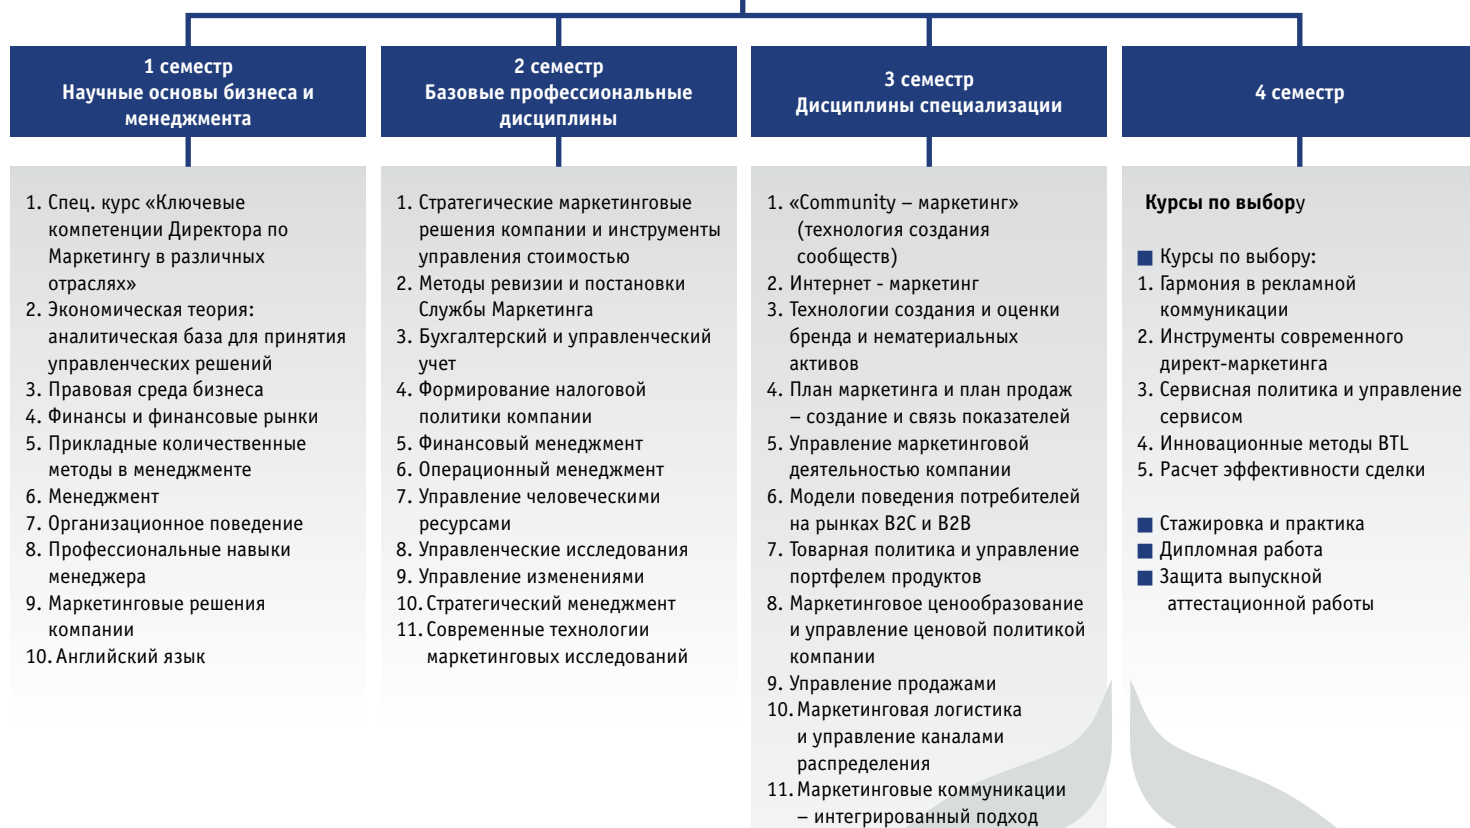 1 семестр
Научные основы бизнеса и
менеджмента
1. Спец. курс «Ключевые
компетенции Директора по
Маркетингу в различных
отраслях»
2. Экономическая теория:
аналитическая база для принятия
управленческих решений
3. Правовая среда бизнеса
4. Финансы и финансовые рынки
5. Прикладные количественные
методы в менеджменте
6. Менеджмент
7. Организационное поведение
8. Профессиональные навыки
менеджера
9. Маркетинговые решения
компании
10. Английский язык
2 семестр
Базовые профессиональные
дисциплины
1. Стратегические маркетинговые
решения компании и инструменты
управления стоимостью
2. Методы ревизии и постановки
Службы Маркетинга
3. Бухгалтерский и управленческий
учет
4. Формирование налоговой
политики компании
5. Финансовый менеджмент
6. Операционный менеджмент
7. Управление человеческими
ресурсами
8. Управленческие исследования
9. Управление изменениями
10. Стратегический менеджмент
11. Современные технологии
маркетинговых исследований
3 семестр
Дисциплины специализации
1. «Community – маркетинг»
(технология создания
сообществ)
2. Интернет - маркетинг
3. Технологии создания и оценки
бренда и нематериальных
активов
4. План маркетинга и план продаж
– создание и связь показателей
5. Управление маркетинговой
деятельностью компании
6. Модели поведения потребителей
на рынках B2C и B2B
7. Товарная политика и управление
портфелем продуктов
8. Маркетинговое ценообразование
и управление ценовой политикой
компании
9. Управление продажами
10. Маркетинговая логистика
и управление каналами
распределения
11. Маркетинговые коммуникации
– интегрированный подход
4 семестр
Курсы по выбору
Курсы по выбору:
1. Гармония в рекламной
коммуникации
2. Инструменты современного
директ-маркетинга
3. Сервисная политика и управление
сервисом
4. Инновационные методы BTL
5. Расчет эффективности сделки
Стажировка и практика
Дипломная работа
Защита выпускной
аттестационной работы